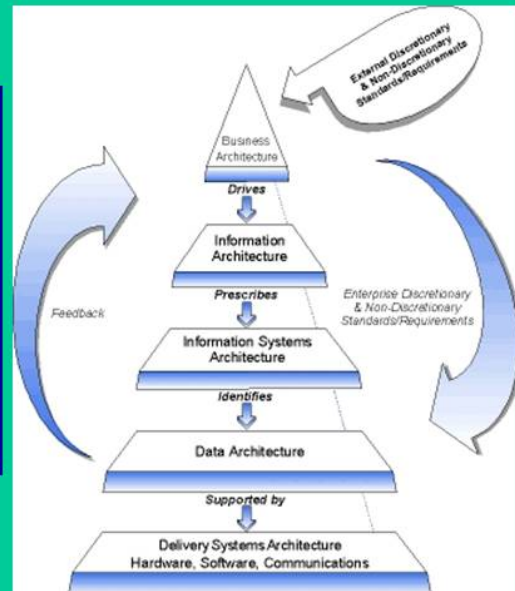 External Discretionary
& Non-Discretionary
Standards/Requirements
Business
Architecture
Drives
Information
Architecture
Prescribes
Feedback
Enterprise Discretionary
& Non-Discretionary
Standards/Requirements
Information Systems
Architecture
Identifies
Data Architecture
Supported by
Delivery Systems Architecture
Hardware, Software, Communications